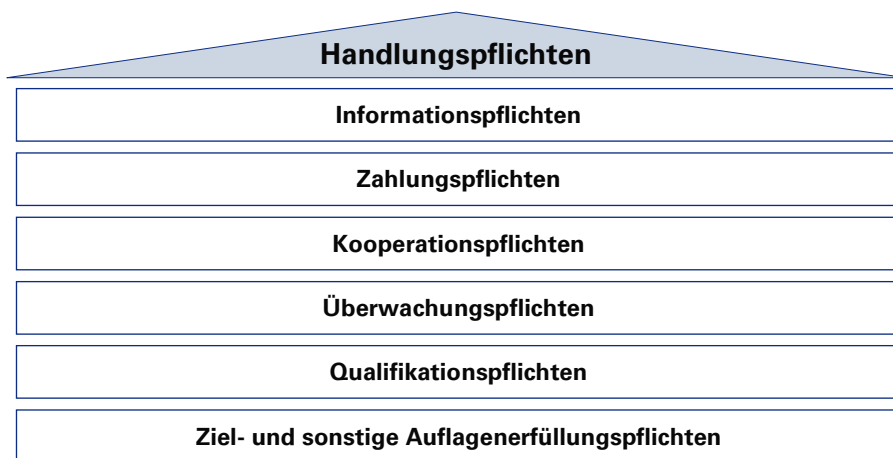 Handlungspflichten
Informationspflichten
Zahlungspflichten
Kooperationspflichten
Überwachungspflichten
Qualifikationspflichten
Ziel- und sonstige Auflagenerfüllungspflichten